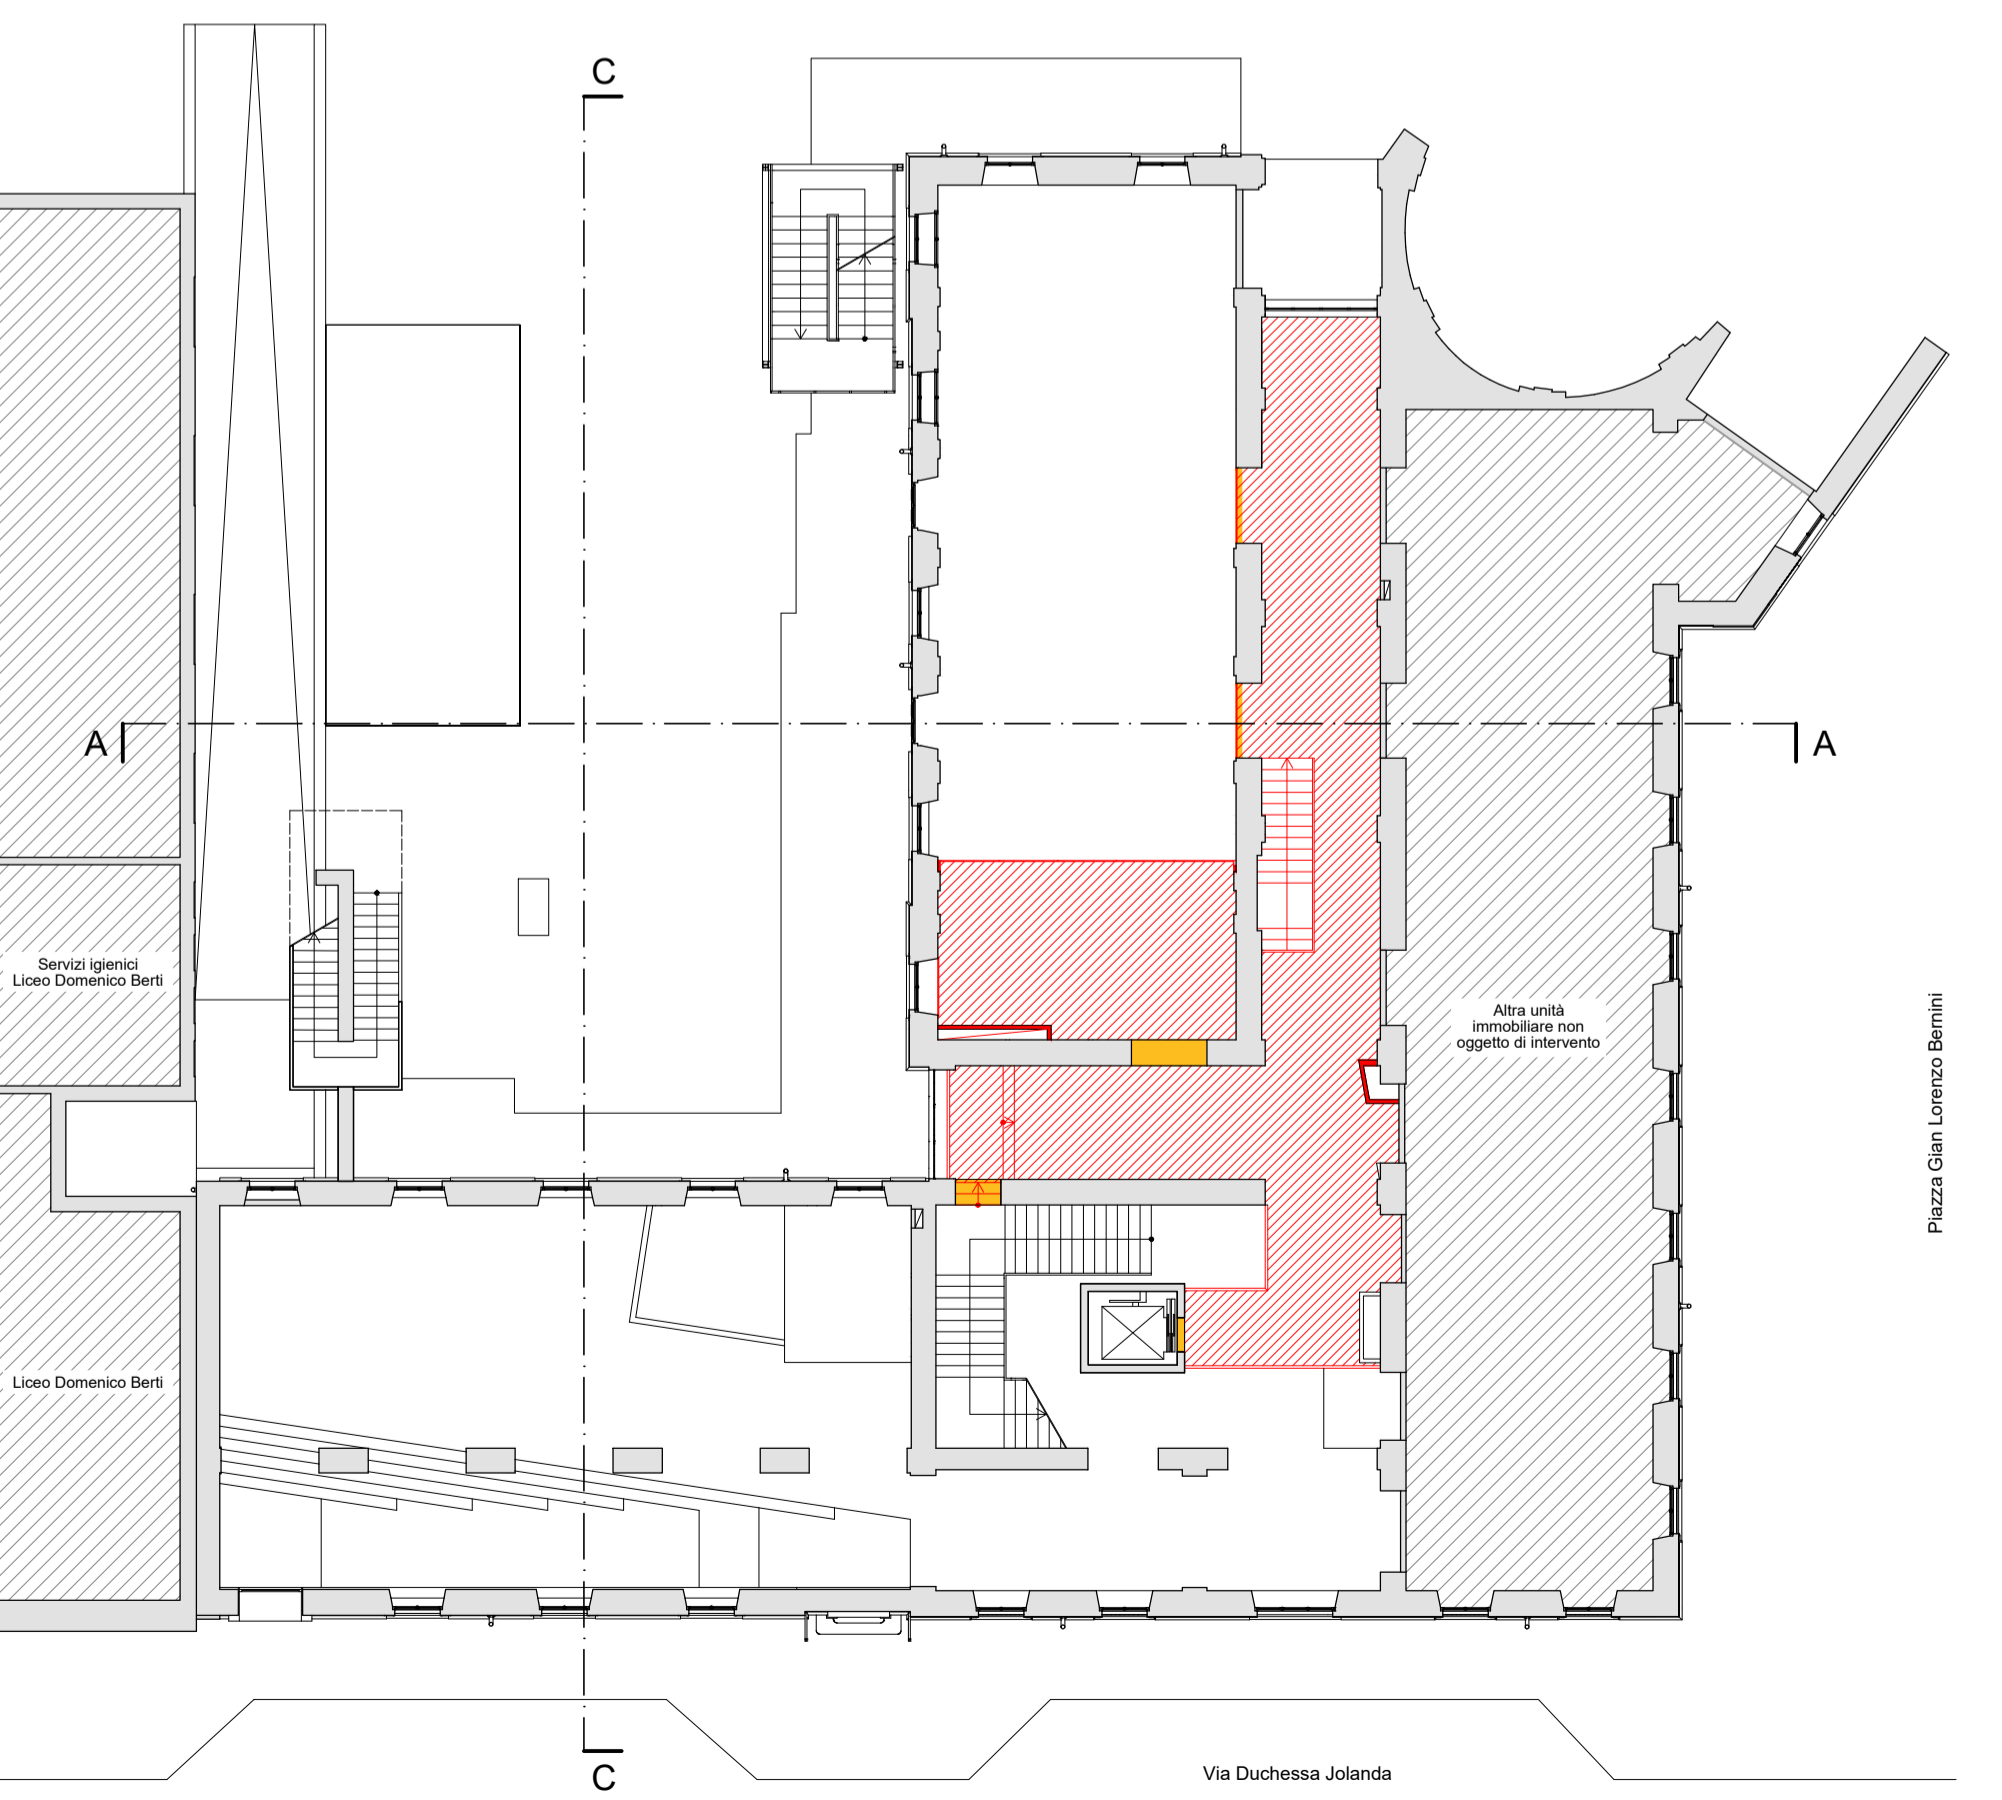 C
A
A
Servizi igienici
Liceo Domenico Berti
Altra unità
immobiliare non
oggetto di intervento
Piazza Gian Lorenzo Bernini
Liceo Domenico Berti
Via Duchessa Jolanda
C